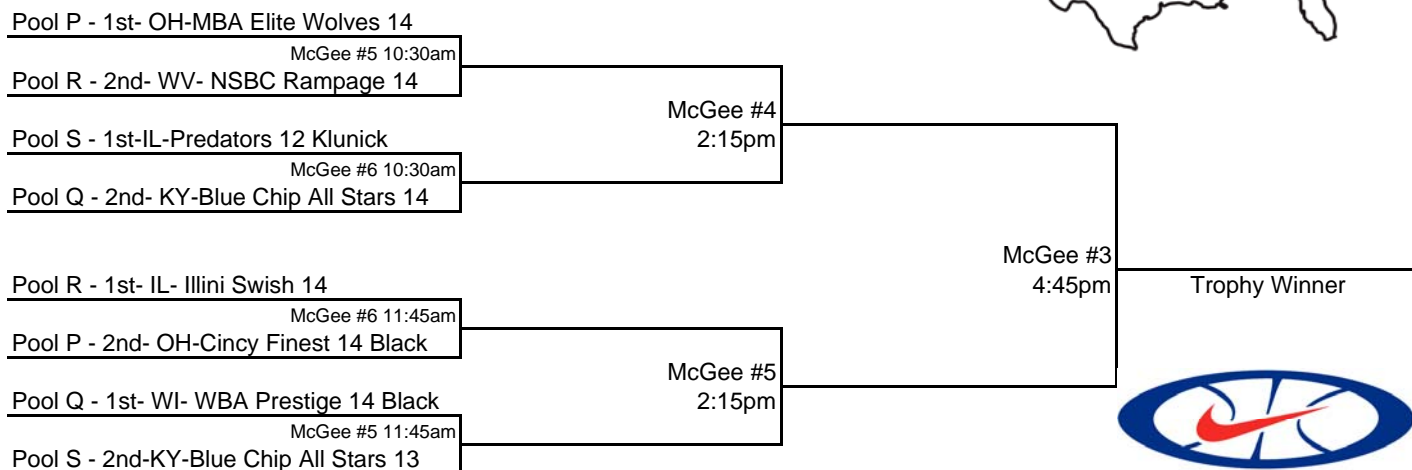 Pool P - 1st- OH-MBA Elite Wolves 14
McGee #5 10:30am
Pool R - 2nd- WV- NSBC Rampage 14
McGee #4
2:15pm
Pool S - 1st-IL-Predators 12 Klunick
McGee #6 10:30am
Pool Q - 2nd- KY-Blue Chip All Stars 14
McGee #3
4:45pm
Trophy Winner
Pool R - 1st- IL- Illini Swish 14
McGee #6 11:45am
Pool P - 2nd- OH-Cincy Finest 14 Black
McGee #5
2:15pm
Pool Q - 1st- WI- WBA Prestige 14 Black
McGee #5 11:45am
Pool S - 2nd-KY-Blue Chip All Stars 13